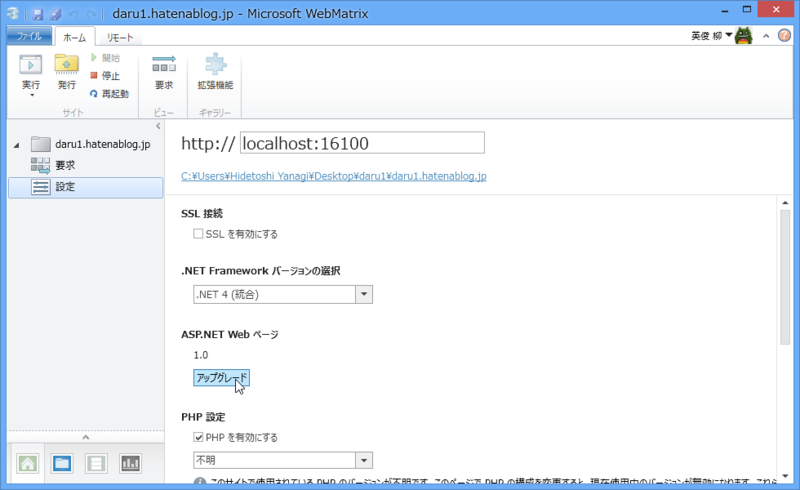 daru1.hatenablog.jp - Microsoft WebMatrix
ファイル ホーム リモート
英俊 柳
実行
発行
開始
停止
再起動
要求
拡張機能
サイト ビュー ギャラリー
daru1.hatenablog.jp
要求
設定
http:// localhost:16100
C:¥Users¥Hidetoshi Yanagi¥Desktop¥daru1¥daru1.hatenablog.jp
SSL 接続
SSL を有効にする
.NET Framework バージョンの選択
.NET 4 (統合)
ASP.NET Web ページ
1.0
アップグレード
PHP 設定
PHP を有効にする
不明
このサイトで使用されている PHP のバージョンが不明です。このページで PHP の構成を変更すると、現在使用中のバージョンが無効になります。これら